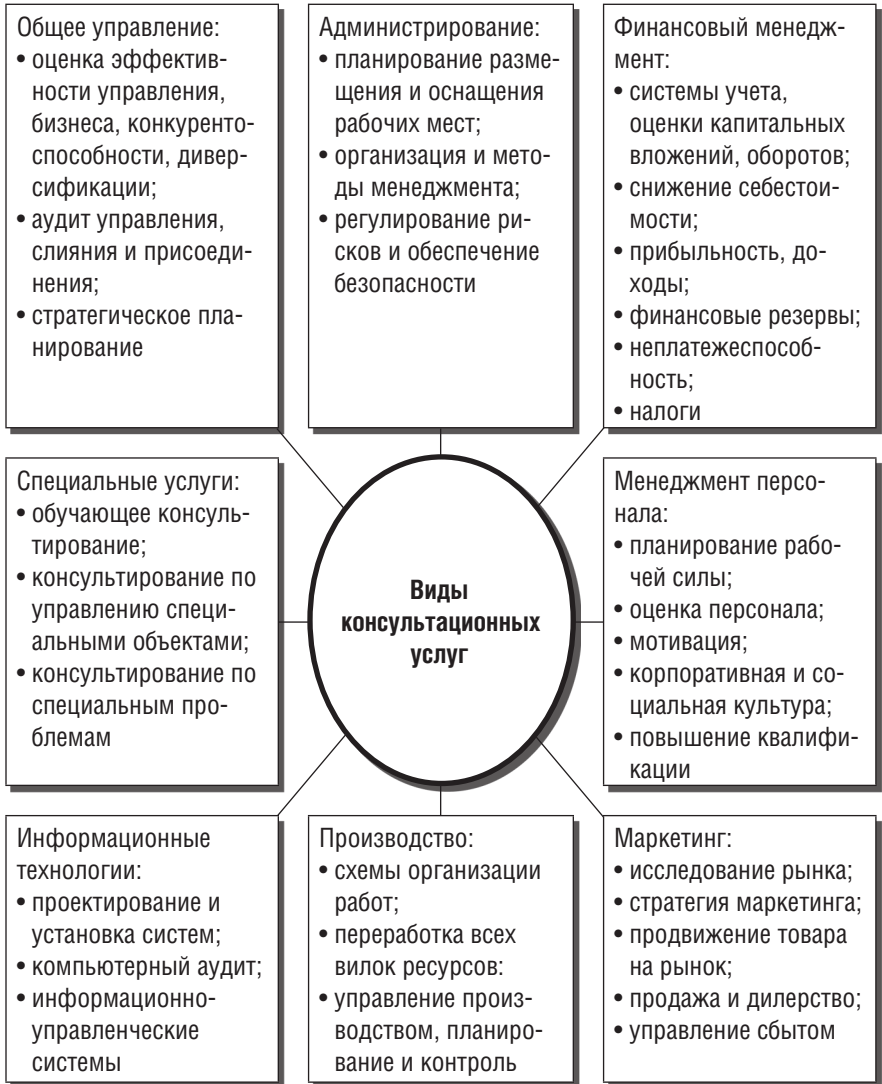 Общее управление:
• оценка эффектив-
ности управления,
бизнеса, конкуренто-
способности, дивер-
сификации;
• аудит управления,
слияния и присоеди-
нения;
• стратегическое пла-
нирование
Администрирование:
• планирование разме-
щения и оснащения
рабочих мест;
• организация и мето-
ды менеджмента;
• регулирование ри-
сков и обеспечение
безопасности
Финансовый менедж-
мент:
• системы учета,
оценки капитальных
вложений, оборотов;
• снижение себестои-
мости;
• прибыльность, до-
ходы;
• финансовые резервы;
• неплатежеспособ-
ность;
• налоги
Специальные услуги:
• обучающее консуль-
тирование;
• консультирование по
управлению специ-
альными объектами;
• консультирование по
специальным про-
блемам
Виды
консультационных
услуг
Менеджмент персо-
нала:
• планирование рабо-
чей силы;
• оценка персонала;
• мотивация;
• корпоративная и со-
циальная культура;
• повышение квалифи-
кации
Информационные
технологии:
• проектирование и
установка систем;
• компьютерный аудит;
• информационно-
управленческие
системы
Производство:
• схемы организации
работ;
• переработка всех
вилок ресурсов:
• управление произ-
водством, планиро-
вание и контроль
Маркетинг:
• исследование рынка;
• стратегия маркетинга;
• продвижение товара
на рынок;
• продажа и дилерство;
• управление сбытом